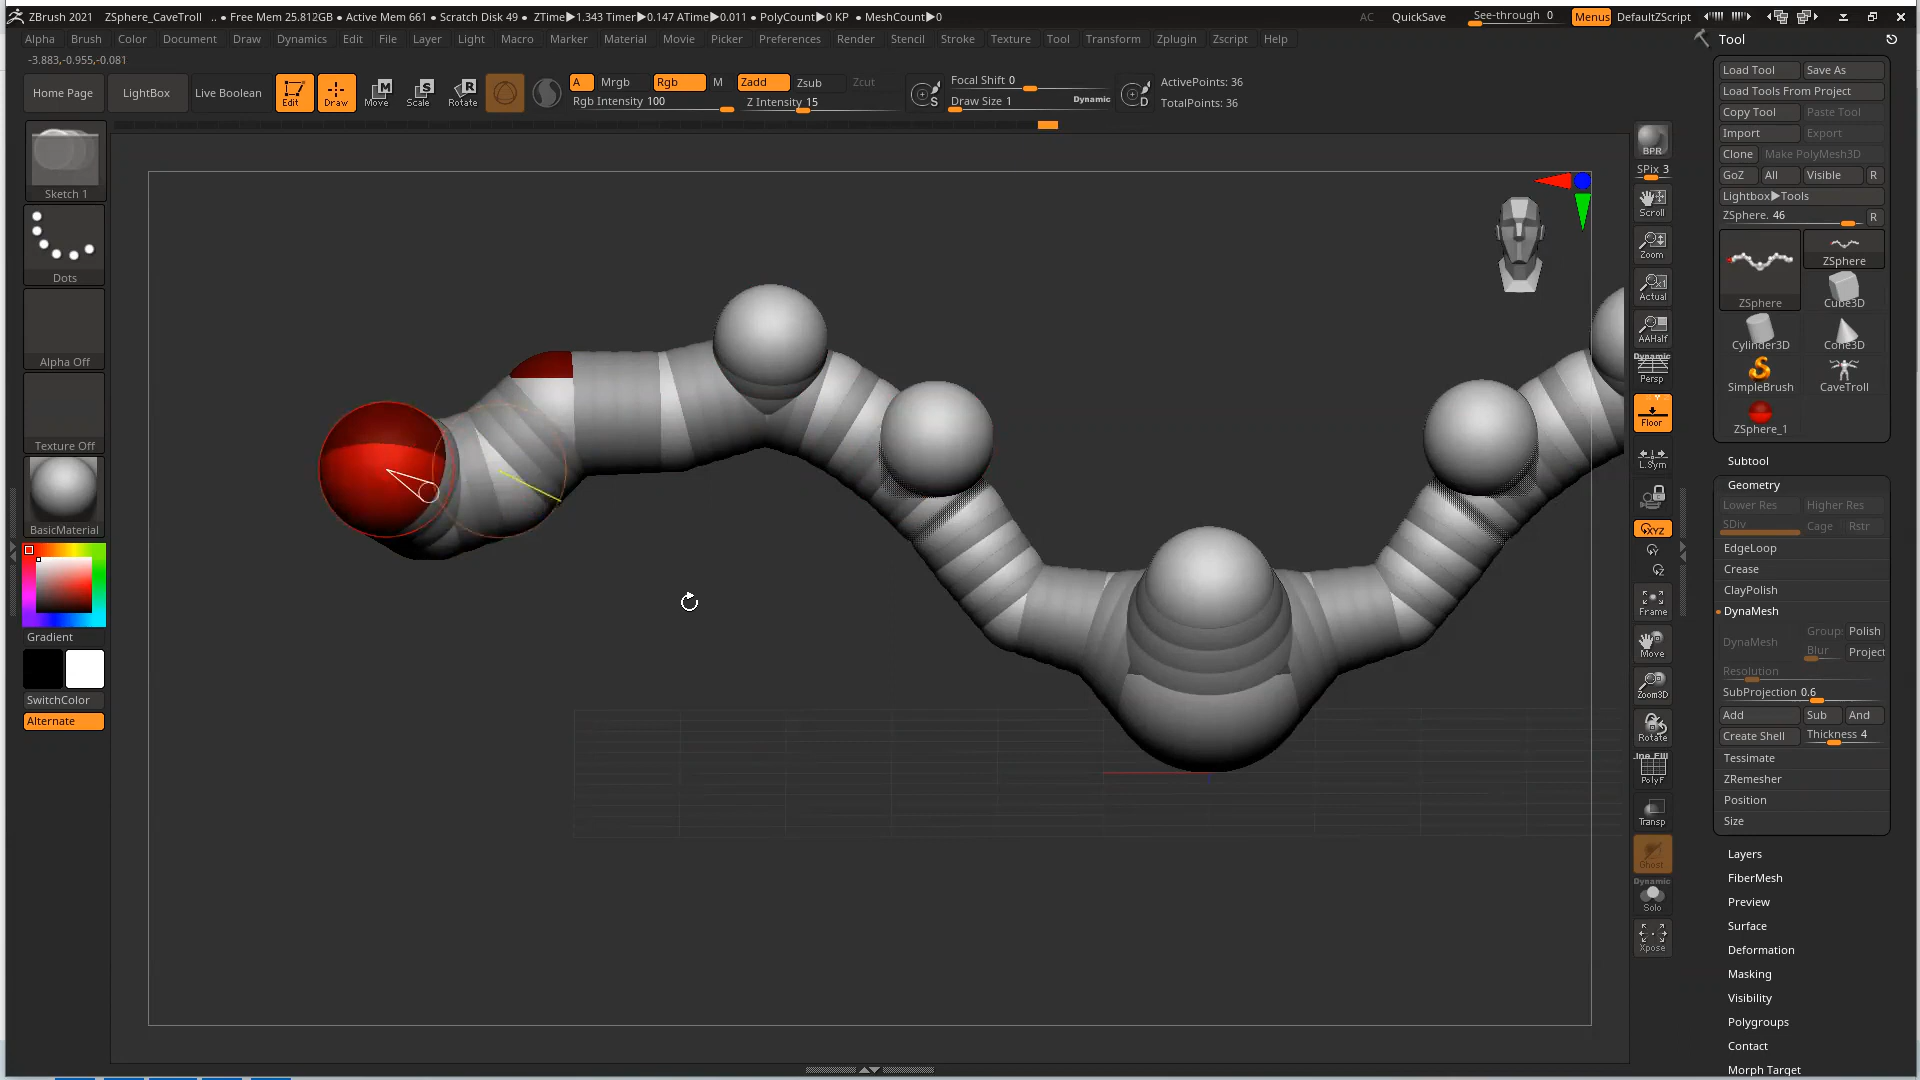 ZBrush 2021 ZSphere_CaveTroll .. ● Free Mem 25.812GB ● Active Mem 661 ● Scratch Disk 49 ● ZTime▶1.343 Timer▶0.147 ATime▶0.011 ● PolyCount▶0 KP ● MeshCount▶0 AC QuickSave See-through 0 Menus DefaultZScript
Alpha Brush Color Document Draw Dynamics Edit File Layer Light Macro Marker Material Movie Picker Preferences Render Stencil Stroke Texture Tool Transform Zplugin Zscript Help
-3.883,-0.955,-0.081
Home Page LightBox Live Boolean Edit Draw Move Scale Rotate
A Mrgb Rgb M Zadd Zsub Zcut
Rgb Intensity 100 Z Intensity 15
S Focal Shift 0
Draw Size 1 Dynamic D
ActivePoints: 36
TotalPoints: 36
Sketch 1
Dots
Alpha Off
Texture Off
BasicMaterial
Gradient
SwitchColor
Alternate
BPR
SPix 3
Scroll
Zoom
Actual
AAHalf
Dynamic
Persp
Floor
L.Sym
XYZ
Frame
Move
Zoom3D
Rotate
Line Fill
PolyF
Transp
Ghost
Dynamic
Solo
Xpose
Tool
Load Tool Save As
Load Tools From Project
Copy Tool Paste Tool
Import Export
Clone Make PolyMesh3D
GoZ All Visible R
Lightbox▶Tools
ZSphere. 46 R
ZSphere ZSphere
Cube3D
Cylinder3D Cone3D
SimpleBrush CaveTroll
ZSphere_1
Subtool
Geometry
Lower Res Higher Res
SDiv Cage Rstr
EdgeLoop
Crease
ClayPolish
DynaMesh
DynaMesh Group: Polish
Blur Project
Resolution
SubProjection 0.6
Add Sub And
Create Shell Thickness 4
Tessimate
ZRemesher
Position
Size
Layers
FiberMesh
Preview
Surface
Deformation
Masking
Visibility
Polygroups
Contact
Morph Target